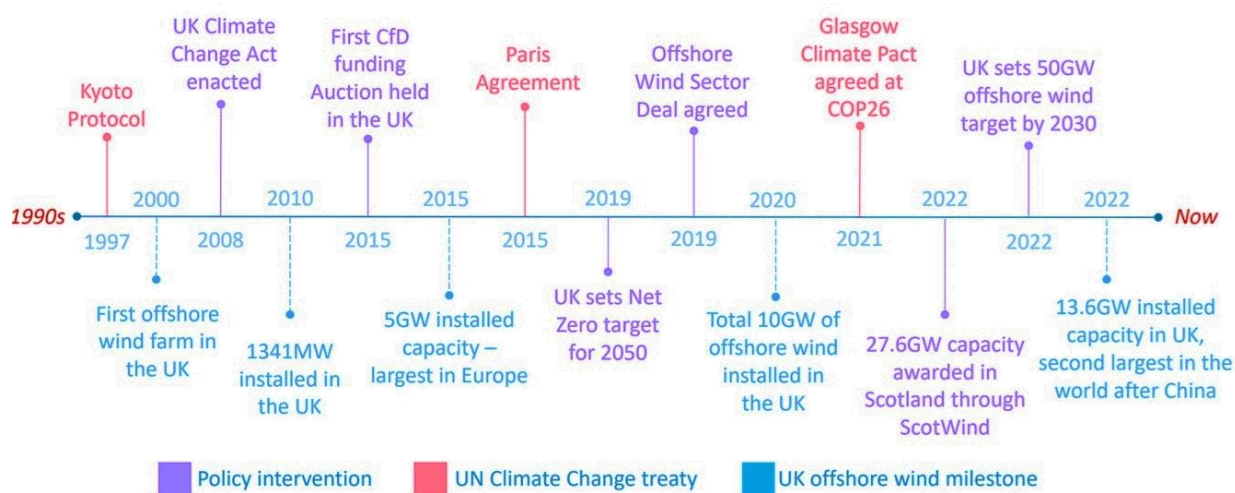 Kyoto
Protocol
UK Climate
Change Act
enacted
First CfD
funding
Auction held
in the UK
Paris
Agreement
Offshore
Wind Sector
Deal agreed
Glasgow
Climate Pact
agreed at
COP26
UK sets 50GW
offshore wind
target by 2030
1990s
2000
2010
2015
2019
2020
2022
2022
Now
1997
2008
2015
2015
2019
2021
2022
First offshore
wind farm in
the UK
1341MW
installed in
the UK
5GW installed
capacity –
largest in Europe
UK sets Net
Zero target
for 2050
Total 10GW of
offshore wind
installed in
the UK
27.6GW capacity
awarded in
Scotland through
ScotWind
13.6GW installed
capacity in UK,
second largest in the
world after China
Policy intervention
UN Climate Change treaty
UK offshore wind milestone